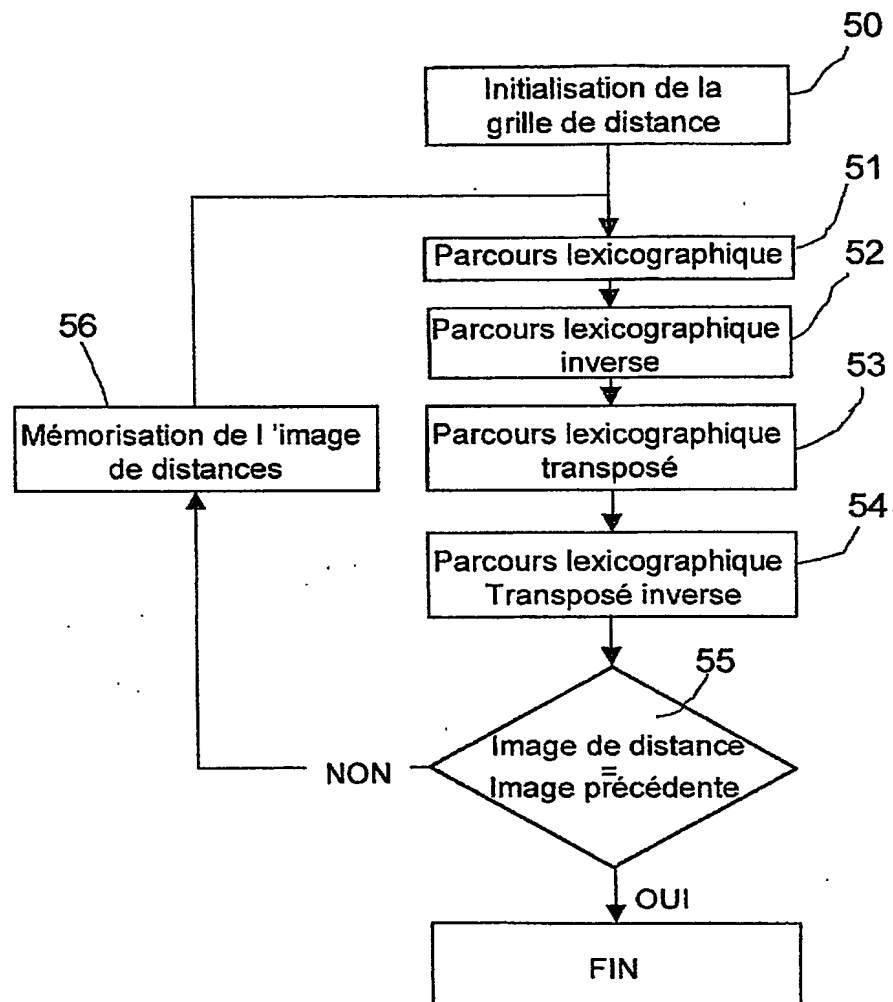 50
Initialisation de la
grille de distance
51
Parcours lexicographique
52
Parcours lexicographique
inverse
53
Parcours lexicographique
transposé
54
Parcours lexicographique
Transposé inverse
55
Image de distance
=
Image précédente
NON
56
Mémorisation de l 'image
de distances
OUI
FIN